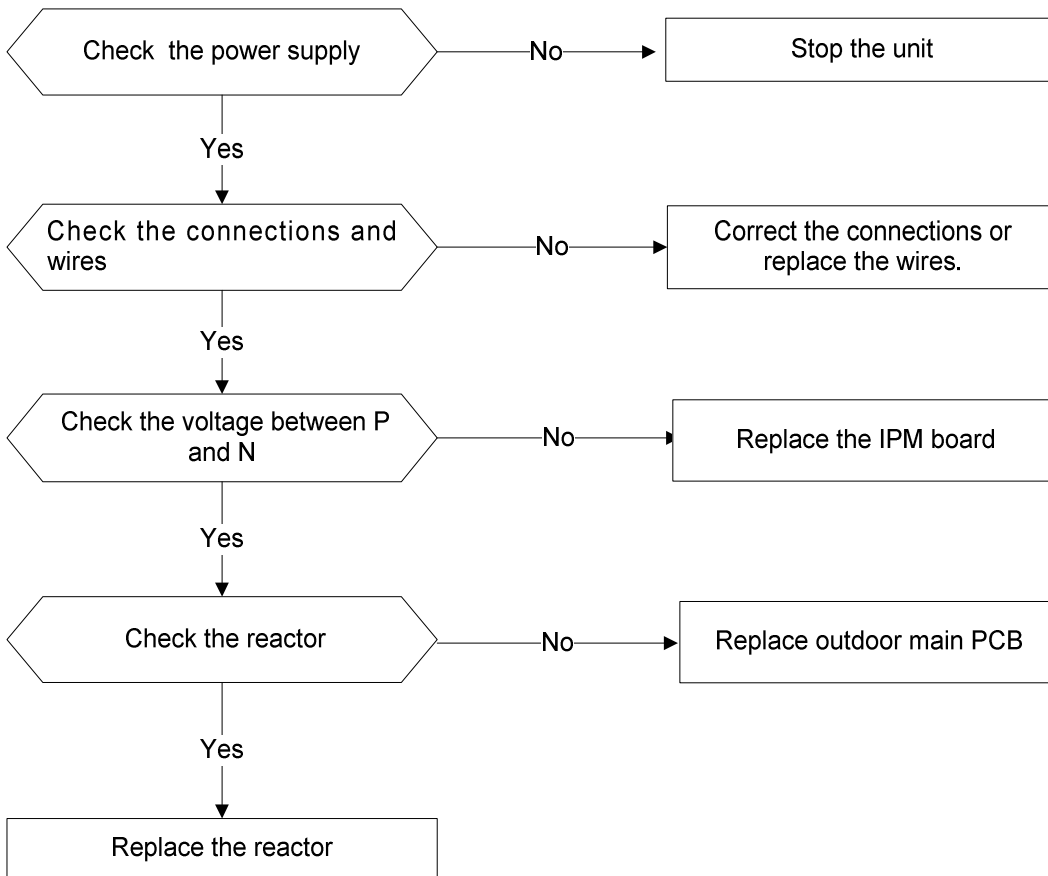 Check the power supply
No
Stop the unit
Yes
Check the connections and
wires
No
Correct the connections or
replace the wires.
Yes
Check the voltage between P
and N
No
Replace the IPM board
Yes
Check the reactor
No
Replace outdoor main PCB
Yes
Replace the reactor